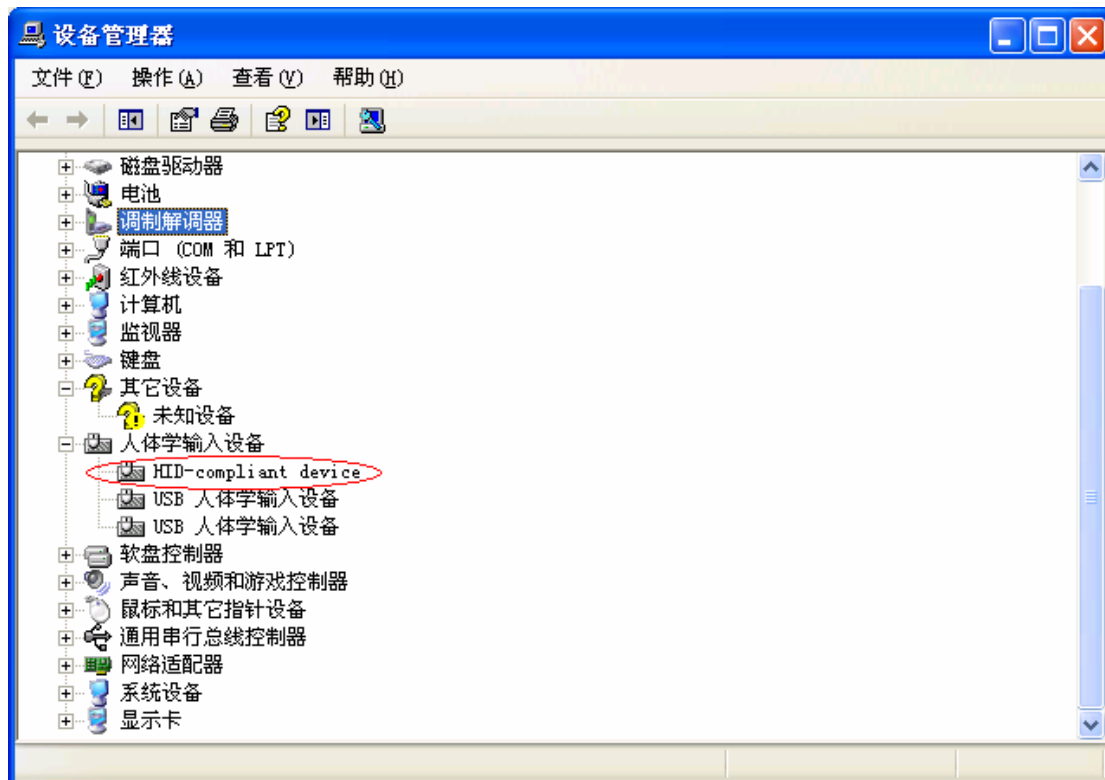 设备管理器
文件(F) 操作(A) 查看(V) 帮助(H)
磁盘驱动器
电池
调制解调器
端口 (COM 和 LPT)
红外线设备
计算机
监视器
键盘
其它设备
未知设备
人体学输入设备
HID-compliant device
USB 人体学输入设备
USB 人体学输入设备
软盘控制器
声音、视频和游戏控制器
鼠标和其它指针设备
通用串行总线控制器
网络适配器
系统设备
显示卡